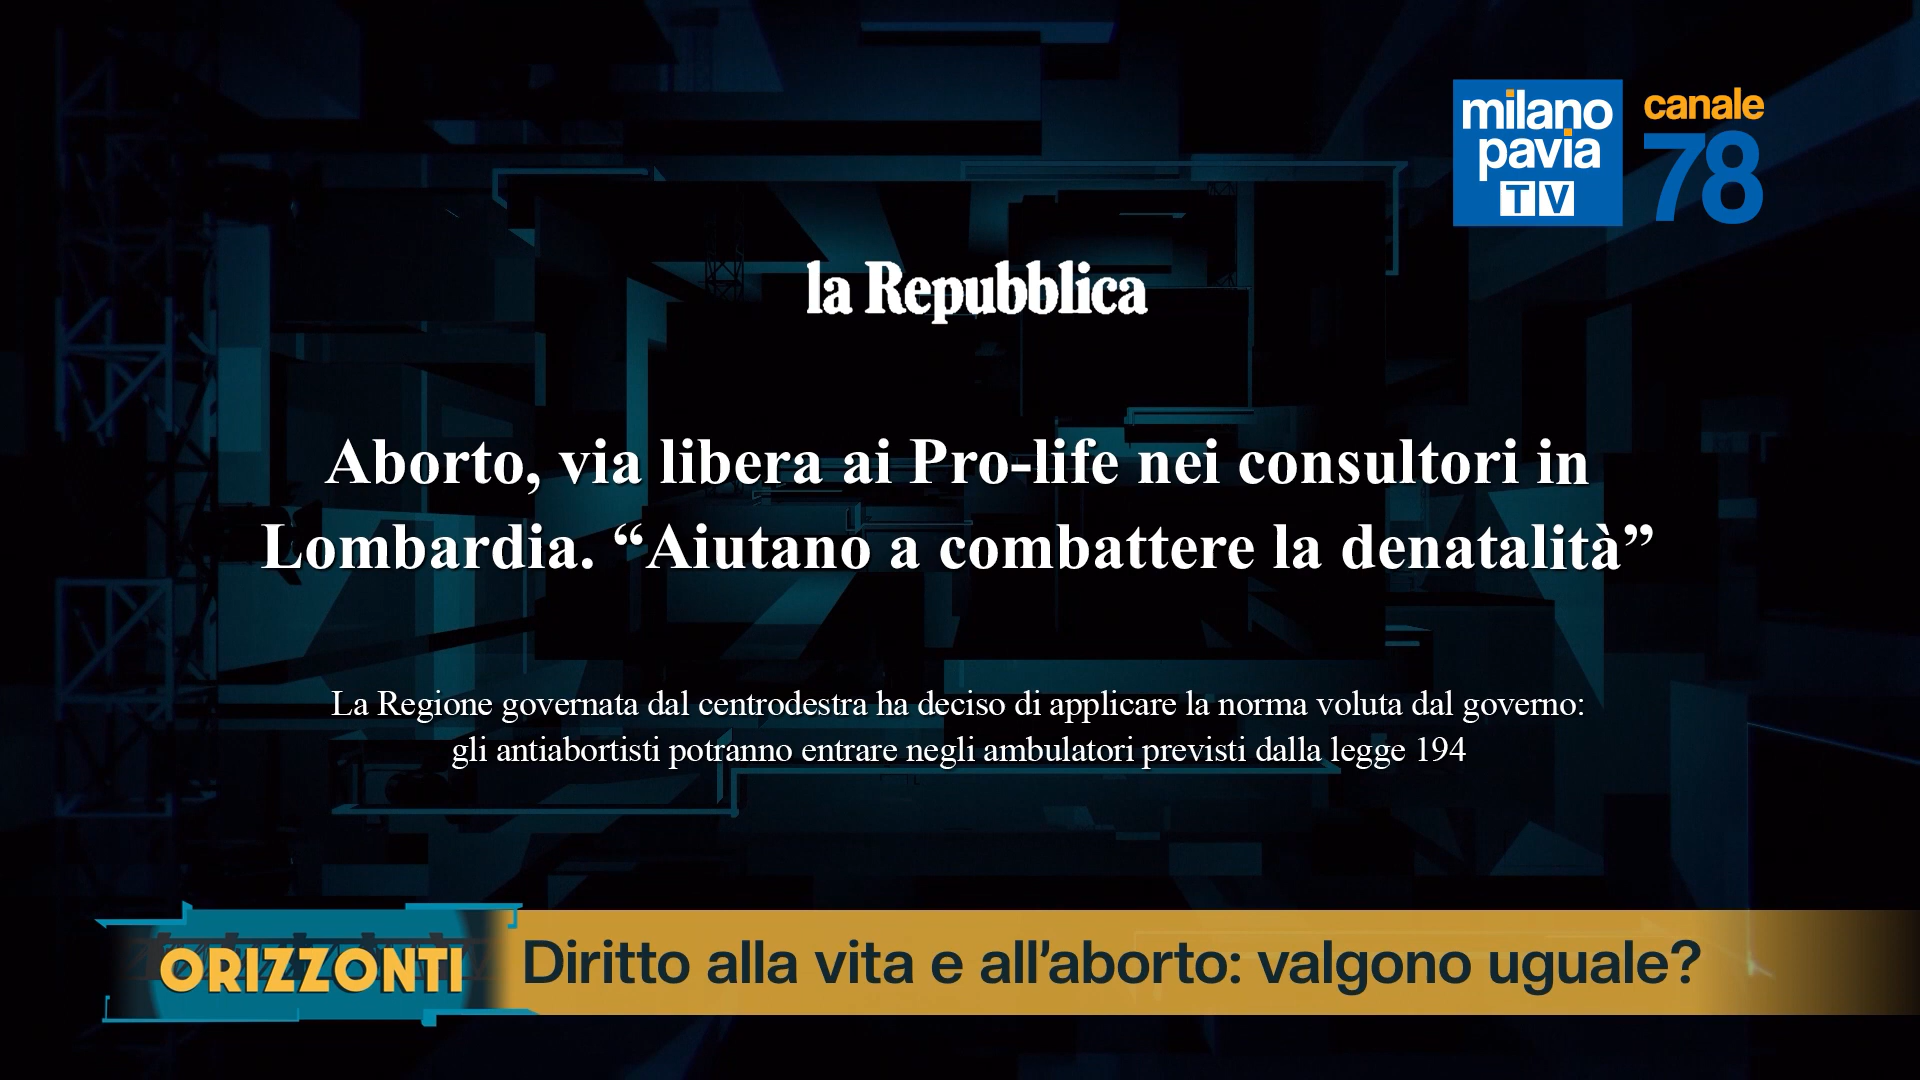 milano
pavia
TV
canale
78
la Repubblica
Aborto, via libera ai Pro-life nei consultori in
Lombardia. “Aiutano a combattere la denatalità”
La Regione governata dal centrodestra ha deciso di applicare la norma voluta dal governo:
gli antiabortisti potranno entrare negli ambulatori previsti dalla legge 194
ORIZZONTI
Diritto alla vita e all’aborto: valgono uguale?